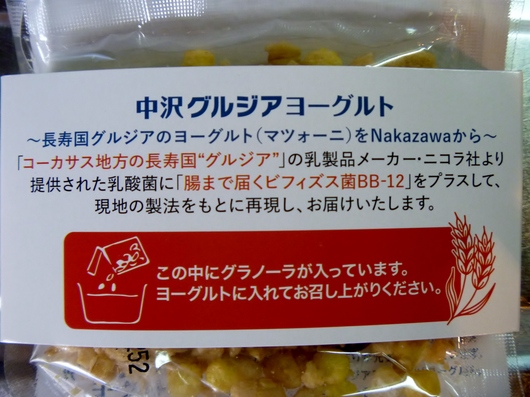 中沢グルジアヨーグルト
～長寿国グルジアのヨーグルト（マツォーニ）をNakazawaから～
「コーカサス地方の長寿国“グルジア”」の乳製品メーカー・ニコラ社より
提供された乳酸菌に「腸まで届くビフィズス菌BB-12」をプラスして、
現地の製法をもとに再現し、お届けいたします。
この中にグラノーラが入っています。
ヨーグルトに入れてお召し上がりください。
252